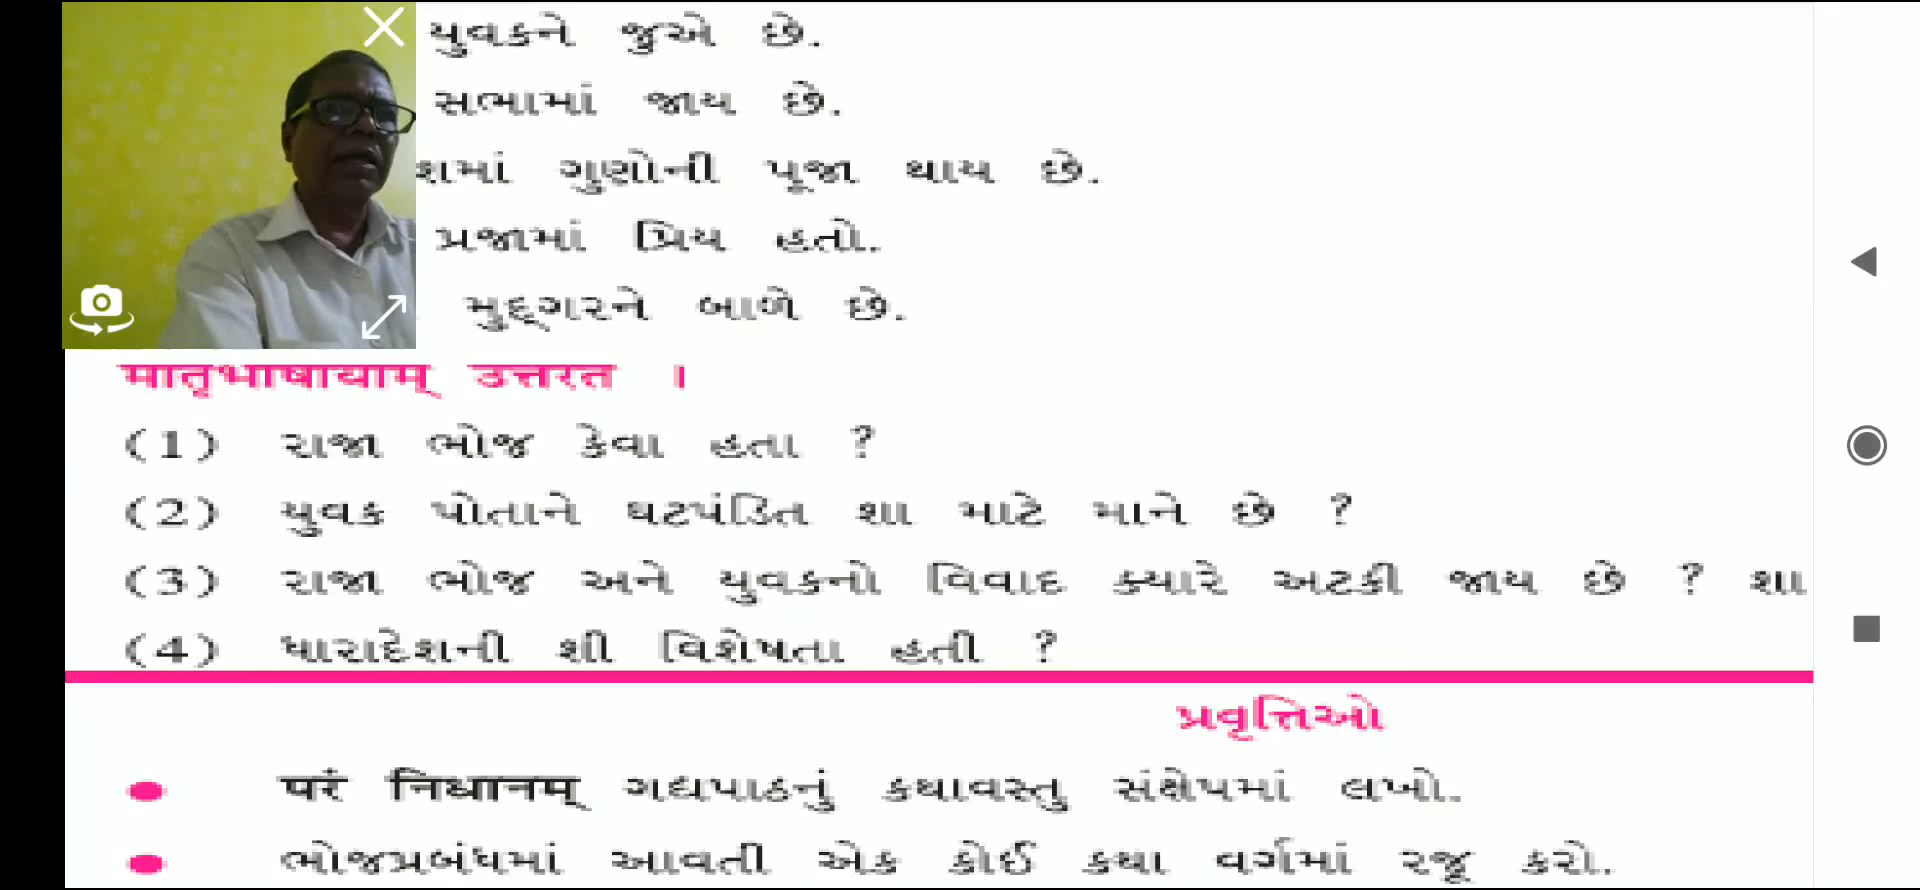 યુવકને જુએ છે.
સભામાં જાય છે.
શમાં ગુણોની પૂજા થાય છે.
પ્રજામાં પ્રિય હતો.
મુદ્ગરને બાળે છે.
मातृभाषायाम् उत्तरत ।
(1) રાજા ભોજ કેવા હતા ?
(2) યુવક પોતાને ઘટપંડિત શા માટે માને છે ?
(3) રાજા ભોજ અને યુવકનો વિવાદ ક્યારે અટકી જાય છે ? શા
(4) ધારાદેશની શી વિશેષતા હતી ?
પ્રવૃત્તિઓ
• परं निधानम् ગદ્યપાઠનું કથાવસ્તુ સંક્ષેપમાં લખો.
• ભોજપ્રબંધમાં આવતી એક કોઈ કથા વર્ગમાં રજૂ કરો.